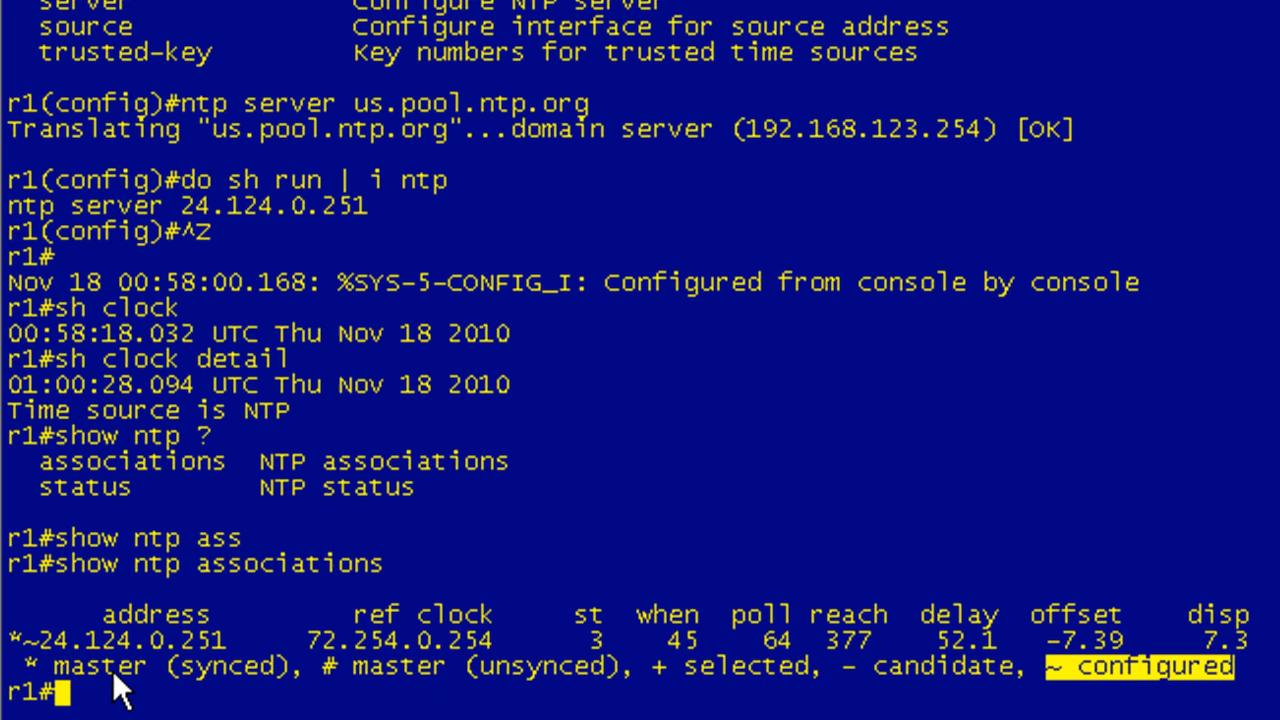 server Configure NTP server
source Configure interface for source address
trusted-key Key numbers for trusted time sources
r1(config)#ntp server us.pool.ntp.org
Translating "us.pool.ntp.org"...domain server (192.168.123.254) [OK]
r1(config)#do sh run | i ntp
ntp server 24.124.0.251
r1(config)#^Z
r1#
Nov 18 00:58:00.168: %SYS-5-CONFIG_I: Configured from console by console
r1#sh clock
00:58:18.032 UTC Thu Nov 18 2010
r1#sh clock detail
01:00:28.094 UTC Thu Nov 18 2010
Time source is NTP
r1#show ntp ?
associations NTP associations
status NTP status
r1#show ntp ass
r1#show ntp associations
address ref clock st when poll reach delay offset disp
*~24.124.0.251 72.254.0.254 3 45 64 377 52.1 -7.39 7.3
* master (synced), # master (unsynced), + selected, - candidate, ~ configured
r1#